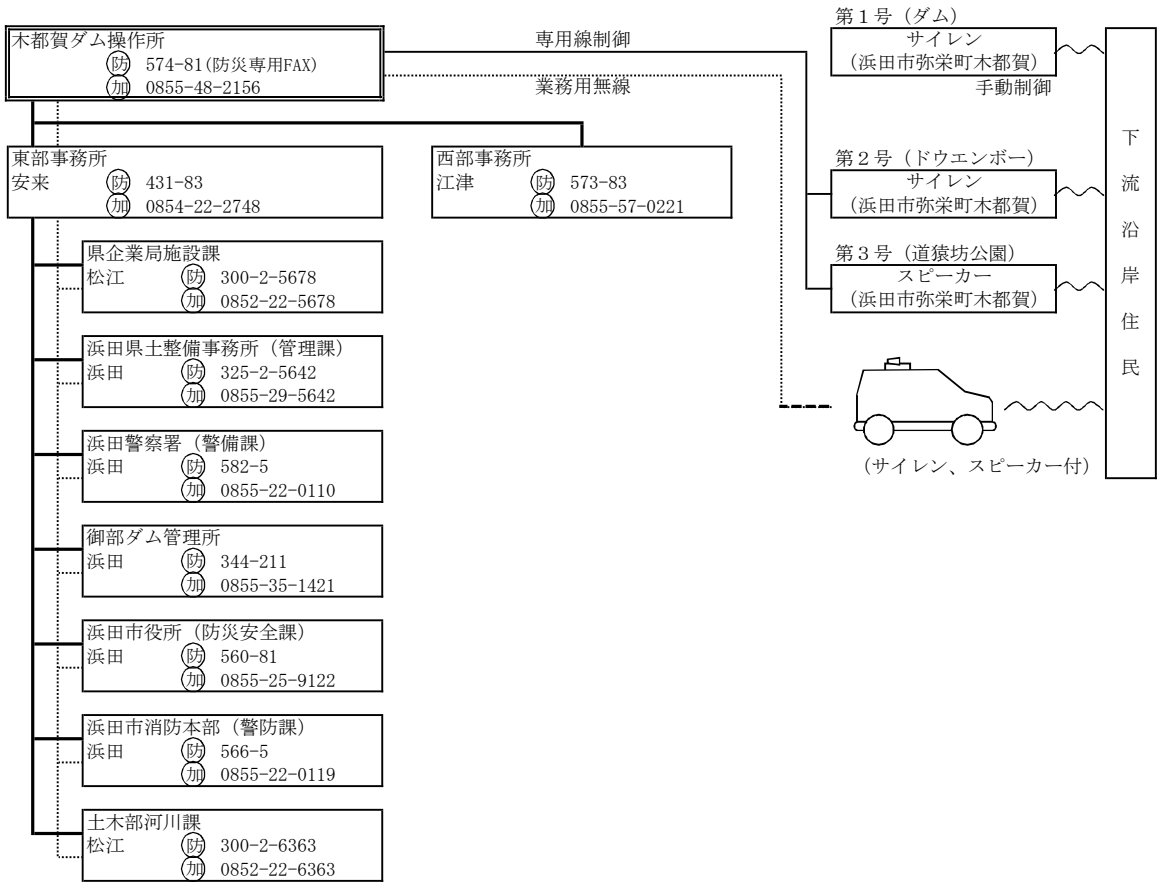 木都賀ダム操作所
㊟防 574-81(防災専用FAX)
加 0855-48-2156
専用線制御
業務用無線
東部事務所
安来 防 431-83
加 0854-22-2748
西部事務所
江津 防 573-83
加 0855-57-0221
県企業局施設課
松江 防 300-2-5678
加 0852-22-5678
浜田県土整備事務所（管理課）
浜田 防 325-2-5642
加 0855-29-5642
浜田警察署（警備課）
浜田 防 582-5
加 0855-22-0110
御部ダム管理所
浜田 防 344-211
加 0855-35-1421
浜田市役所（防災安全課）
浜田 防 560-81
加 0855-25-9122
浜田市消防本部（警防課）
浜田 防 566-5
加 0855-22-0119
土木部河川課
松江 防 300-2-6363
加 0852-22-6363
第１号（ダム）
サイレン
（浜田市弥栄町木都賀）
手動制御
第２号（ドウエンボー）
サイレン
（浜田市弥栄町木都賀）
第３号（道猿坊公園）
スピーカー
（浜田市弥栄町木都賀）
（サイレン、スピーカー付）
下流沿岸住民